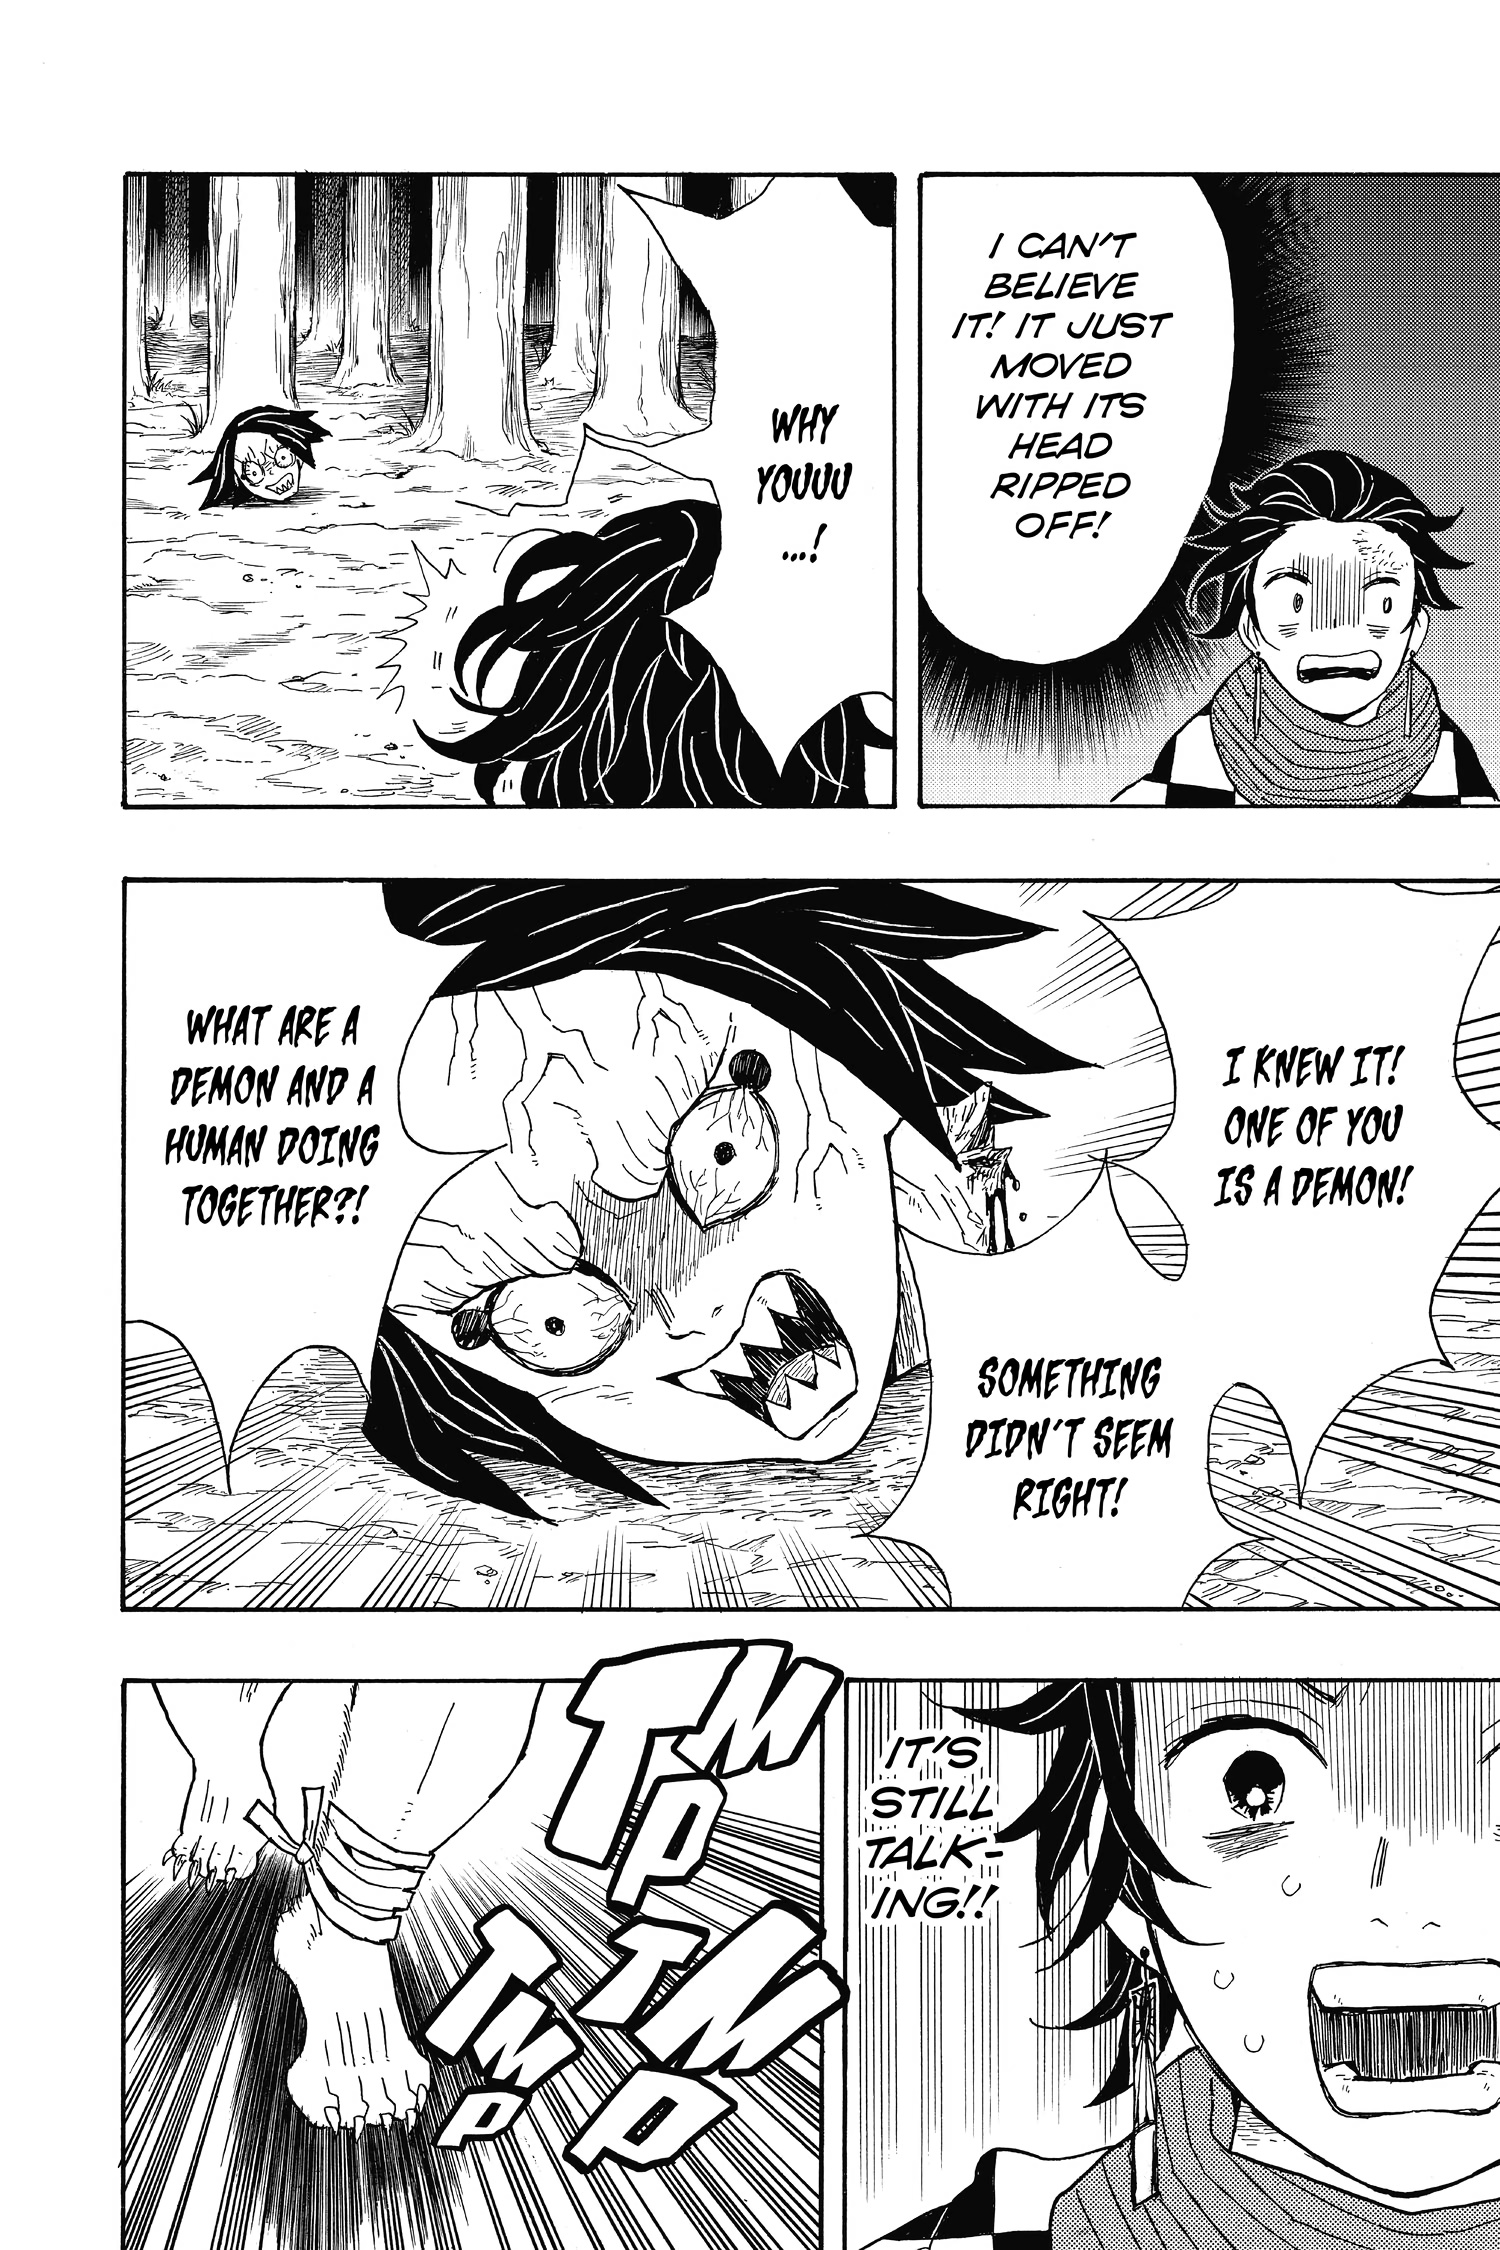 I CAN'T
BELIEVE
IT! IT JUST
MOVED
WITH ITS
HEAD
RIPPED
OFF!
WHY
YOUUU
...!
I KNEW IT!
ONE OF YOU
IS A DEMON!
SOMETHING
DIDN'T SEEM
RIGHT!
WHAT ARE A
DEMON AND A
HUMAN DOING
TOGETHER?!
IT'S
STILL
TALK-
ING!!
TMP
TMP
TMP
TMP